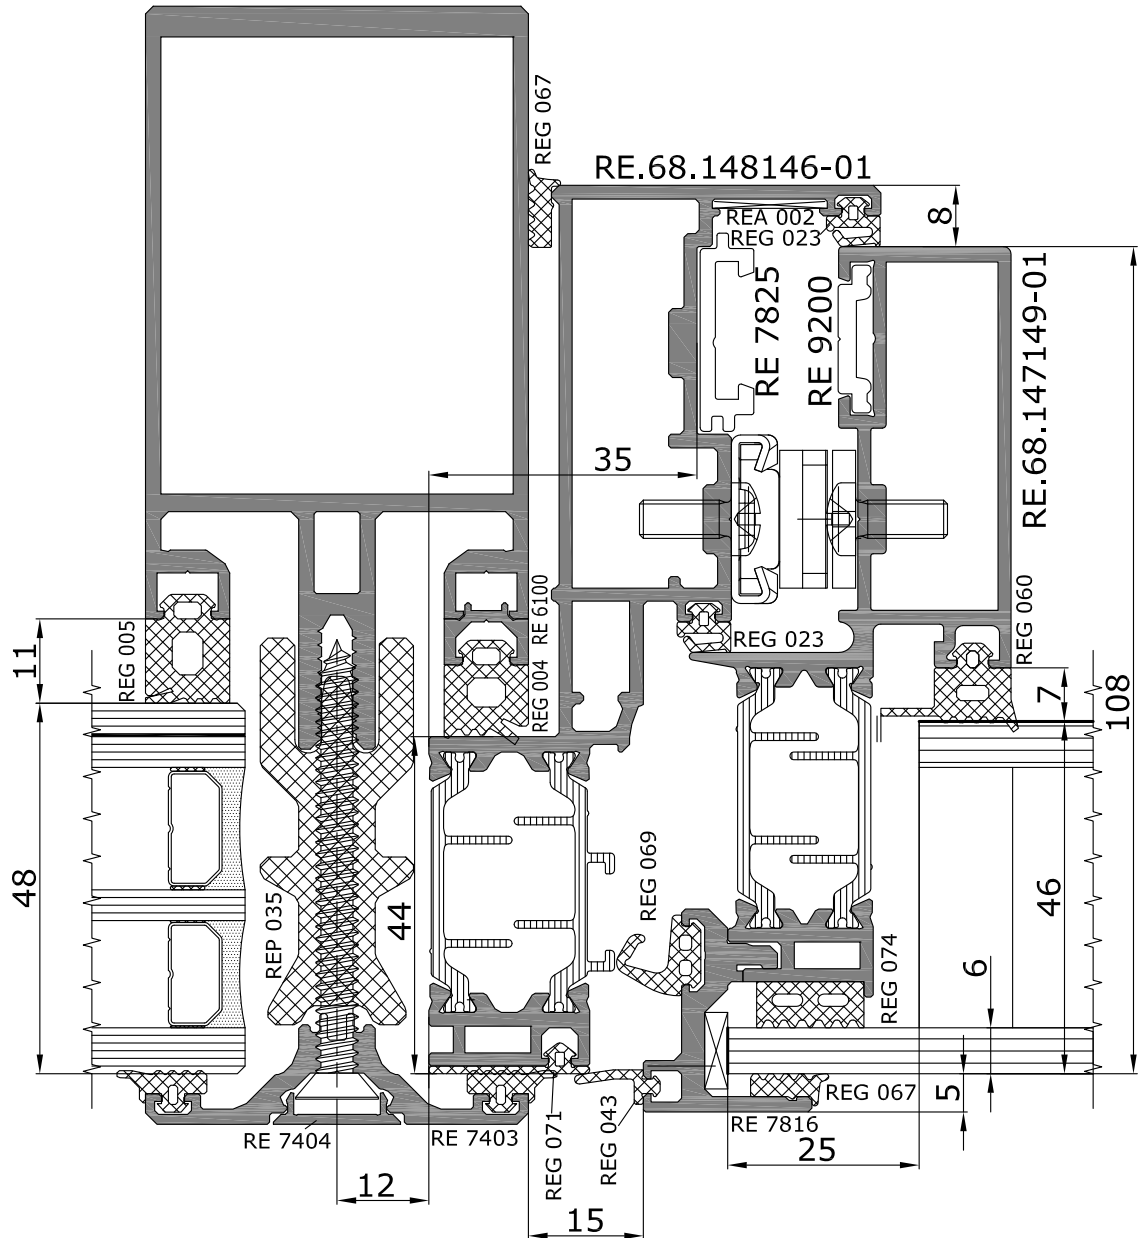 REG 067
RE.68.148146-01
REA 002
REG 023
8
RE 7825
RE 9200
RE.68.147149-01
35
REG 005
RE 6100
REG 004
REG 023
REG 060
11
7
108
48
REP 035
44
REG 069
REG 074
46
6
5
RE 7404
RE 7403
REG 071
REG 043
REG 067
RE 7816
25
12
15